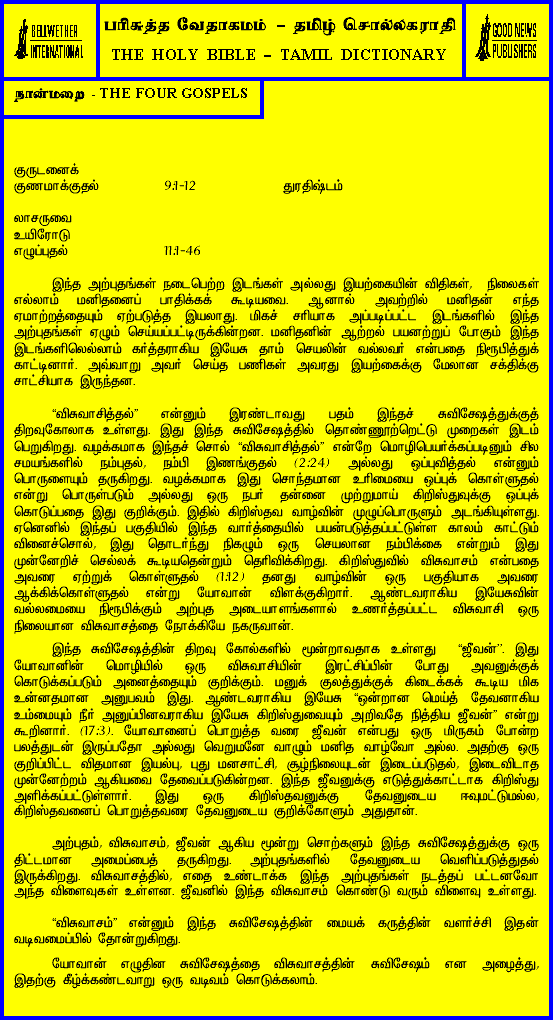 BELLWETHER
INTERNATIONAL
பரிசுத்த வேதாகமம் – தமிழ் சொல்லகராதி
THE HOLY BIBLE – TAMIL DICTIONARY
GOOD NEWS
PUBLISHERS
நான்மறை - THE FOUR GOSPELS
குருடனைக்
குணமாக்குதல் 9:1-12 துரதிஷ்டம்
லாசருவை
உயிரோடு
எழுப்புதல் 11:1-46
இந்த அற்புதங்கள் நடைபெற்ற இடங்கள் அல்லது இயற்கையின் விதிகள், நிலைகள்
எல்லாம் மனிதனைப் பாதிக்கக் கூடியவை. ஆனால் அவற்றில் மனிதன் எந்த
ஏமாற்றத்தையும் ஏற்படுத்த இயலாது. மிகச் சரியாக அப்படிப்பட்ட இடங்களில் இந்த
அற்புதங்கள் ஏழும் செய்யப்பட்டிருக்கின்றன. மனிதனின் ஆற்றல் பயனற்றுப் போகும் இந்த
இடங்களிலெல்லாம் கர்த்தராகிய இயேசு தாம் செயலின் வல்லவர் என்பதை நிரூபித்துக்
காட்டினார். அவ்வாறு அவர் செய்த பணிகள் அவரது இயற்கைக்கு மேலான சக்திக்கு
சாட்சியாக இருந்தன.
“விசுவாசித்தல்” என்னும் இரண்டாவது பதம் இந்தச் சுவிசேஷத்துக்குத்
திறவுகோலாக உள்ளது. இது இந்த சுவிசேஷத்தில் தொண்ணூற்றெட்டு முறைகள் இடம்
பெறுகிறது. வழக்கமாக இந்தச் சொல் “விசுவாசித்தல்” என்றே மொழிபெயர்க்கப்படினும் சில
சமயங்களில் நம்புதல், நம்பி இணங்குதல் (2:24) அல்லது ஒப்புவித்தல் என்னும்
பொருளையும் தருகிறது. வழக்கமாக இது சொந்தமான உரிமையை ஒப்புக் கொள்ளுதல்
என்று பொருள்படும் அல்லது ஒரு நபர் தன்னை முற்றுமாய் கிறிஸ்துவுக்கு ஒப்புக்
கொடுப்பதை இது குறிக்கும். இதில் கிறிஸ்தவ வாழ்வின் முழுப்பொருளும் அடங்கியுள்ளது.
ஏனெனில் இந்தப் பகுதியில் இந்த வார்த்தையில் பயன்படுத்தப்பட்டுள்ள காலம் காட்டும்
வினைச்சொல், இது தொடர்ந்து நிகழும் ஒரு செயலான நம்பிக்கை என்றும் இது
முன்னேறிச் செல்லக் கூடியதென்றும் தெரிவிக்கிறது. கிறிஸ்துவில் விசுவாசம் என்பதை
அவரை ஏற்றுக் கொள்ளுதல் (1:12) தனது வாழ்வின் ஒரு பகுதியாக அவரை
ஆக்கிக்கொள்ளுதல் என்று யோவான் விளக்குகிறார். ஆண்டவராகிய இயேசுவின்
வல்லமையை நிரூபிக்கும் அற்புத அடையாளங்களால் உணர்த்தப்பட்ட விசுவாசி ஒரு
நிலையான விசுவாசத்தை நோக்கியே நகருவான்.
இந்த சுவிசேஷத்தின் திறவு கோல்களில் மூன்றாவதாக உள்ளது “ஜீவன்”. இது
யோவானின் மொழியில் ஒரு விசுவாசியின் இரட்சிப்பின் போது அவனுக்குக்
கொடுக்கப்படும் அனைத்தையும் குறிக்கும். மனுக் குலத்துக்குக் கிடைக்கக் கூடிய மிக
உன்னதமான அனுபவம் இது. ஆண்டவராகிய இயேசு “ஒன்றான மெய்த் தேவனாகிய
உம்மையும் நீர் அனுப்பினவராகிய இயேசு கிறிஸ்துவையும் அறிவதே நித்திய ஜீவன்” என்று
கூறினார். (17:3). யோவானைப் பொறுத்த வரை ஜீவன் என்பது ஒரு மிருகம் போன்ற
பலத்துடன் இருப்பதோ அல்லது வெறுமனே வாழும் மனித வாழ்வோ அல்ல. அதற்கு ஒரு
குறிப்பிட்ட விதமான இயல்பு, புது மனசாட்சி, சூழ்நிலையுடன் இடைப்படுதல், இடைவிடாத
முன்னேற்றம் ஆகியவை தேவைப்படுகின்றன. இந்த ஜீவனுக்கு எடுத்துக்காட்டாக கிறிஸ்து
அளிக்கப்பட்டுள்ளார். இது ஒரு கிறிஸ்தவனுக்கு தேவனுடைய ஈவுமட்டுமல்ல,
கிறிஸ்தவனைப் பொறுத்தவரை தேவனுடைய குறிக்கோளும் அதுதான்.
அற்புதம், விசுவாசம், ஜீவன் ஆகிய மூன்று சொற்களும் இந்த சுவிசேஷத்துக்கு ஒரு
திட்டமான அமைப்பைத் தருகிறது. அற்புதங்களில் தேவனுடைய வெளிப்படுத்துதல்
இருக்கிறது. விசுவாசத்தில், எதை உண்டாக்க இந்த அற்புதங்கள் நடத்தப் பட்டனவோ
அந்த விளைவுகள் உள்ளன. ஜீவனில் இந்த விசுவாசம் கொண்டு வரும் விளைவு உள்ளது.
“விசுவாசம்” என்னும் இந்த சுவிசேஷத்தின் மையக் கருத்தின் வளர்ச்சி இதன்
வடிவமைப்பில் தோன்றுகிறது.
யோவான் எழுதின சுவிசேஷத்தை விசுவாசத்தின் சுவிசேஷம் என அழைத்து,
இதற்கு கீழ்க்கண்டவாறு ஒரு வடிவம் கொடுக்கலாம்.